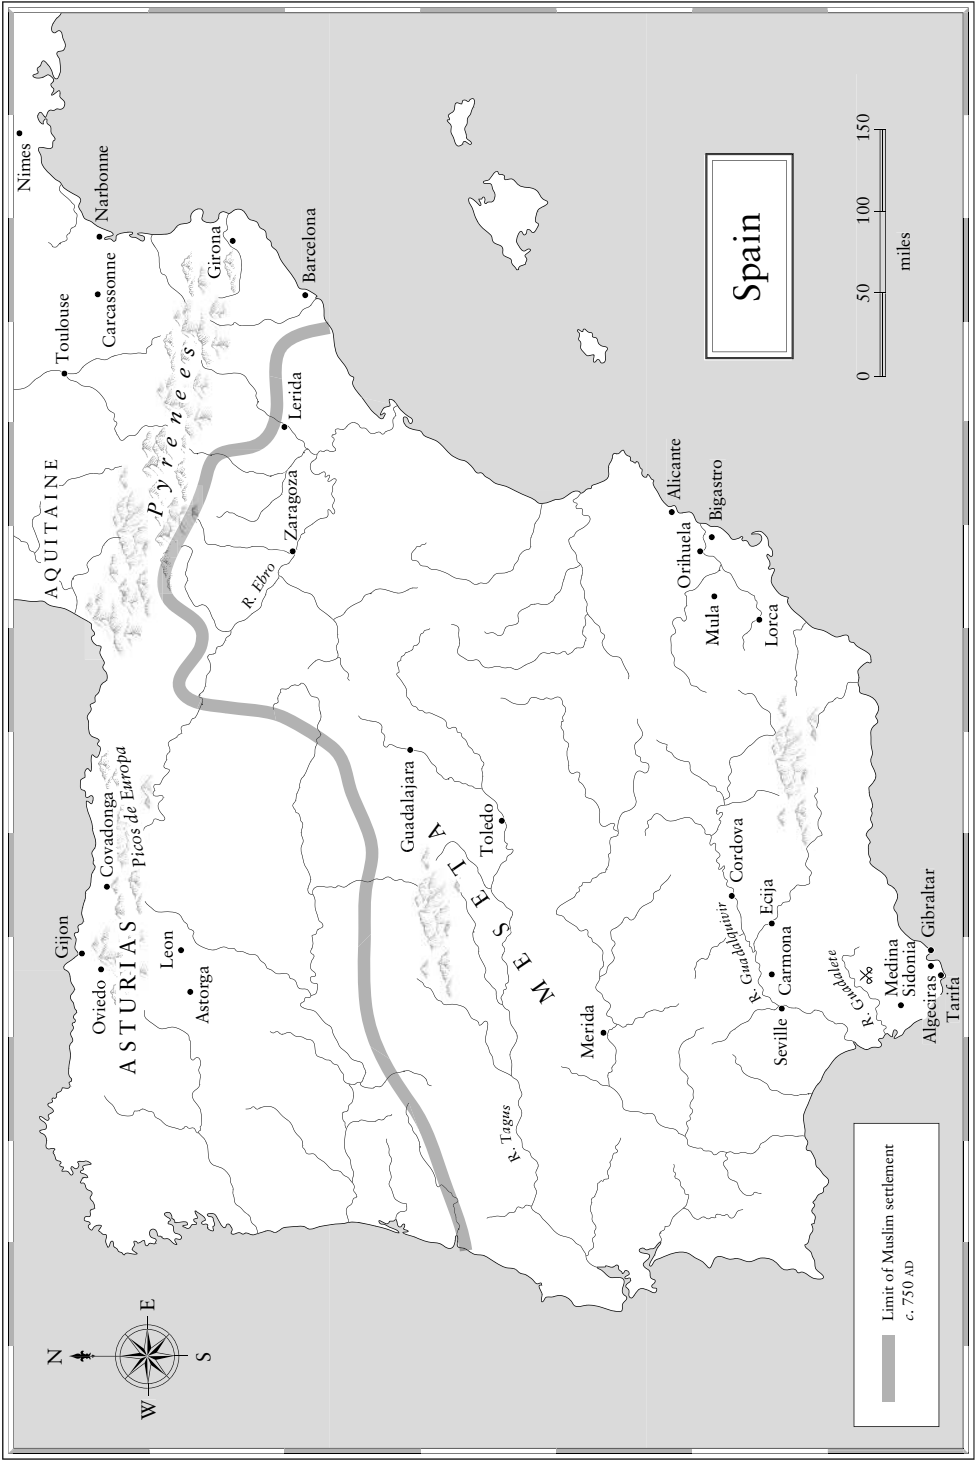 Nimes
Narbonne
Carcassonne
Toulouse
Girona
Barcelona
Pyrenees
AQUITAINE
Lerida
Zaragoza
R. Ebro
Gijon
Covadonga
Picos de Europa
Oviedo
ASTURIAS
Leon
Astorga
Guadalajara
Toledo
MESETA
R. Tagus
Merida
Alicante
Bigastro
Orihuela
Mula
Lorca
Cordova
R. Guadalquivir
Ecija
Carmona
Seville
R. Guadalete
Medina
Sidonia
Gibraltar
Algeciras
Tarifa
Spain
0 50 100 150
miles
N
E
S
W
Limit of Muslim settlement
c. 750 AD